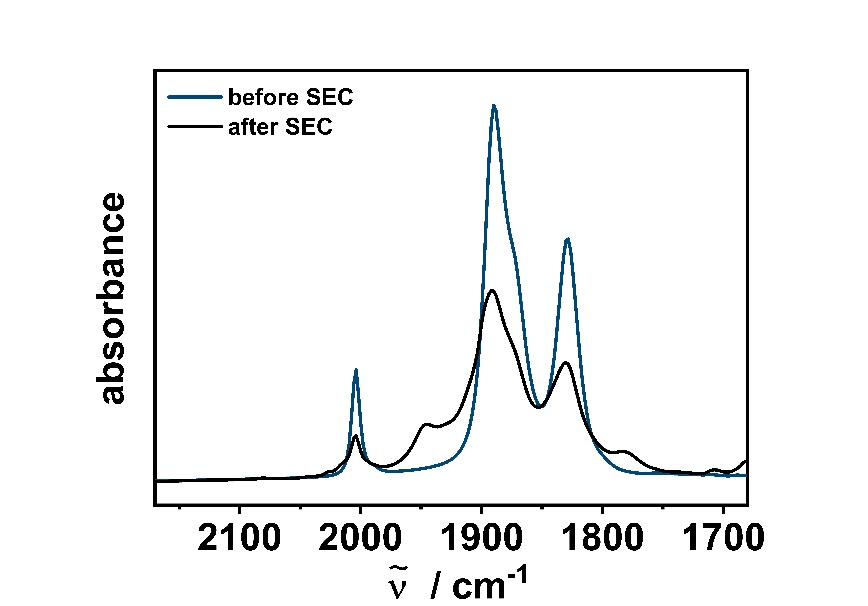 before SEC
after SEC
absorbance
2100 2000 1900 1800 1700
ṽ / cm⁻¹